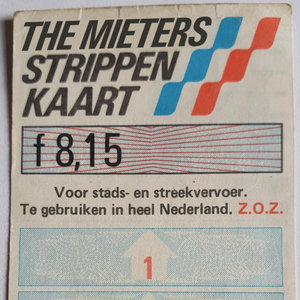 THE MIETERS
STRIPPEN
KAART
f 8,15
Voor stads- en streekvervoer.
Te gebruiken in heel Nederland. Z.O.Z.
1